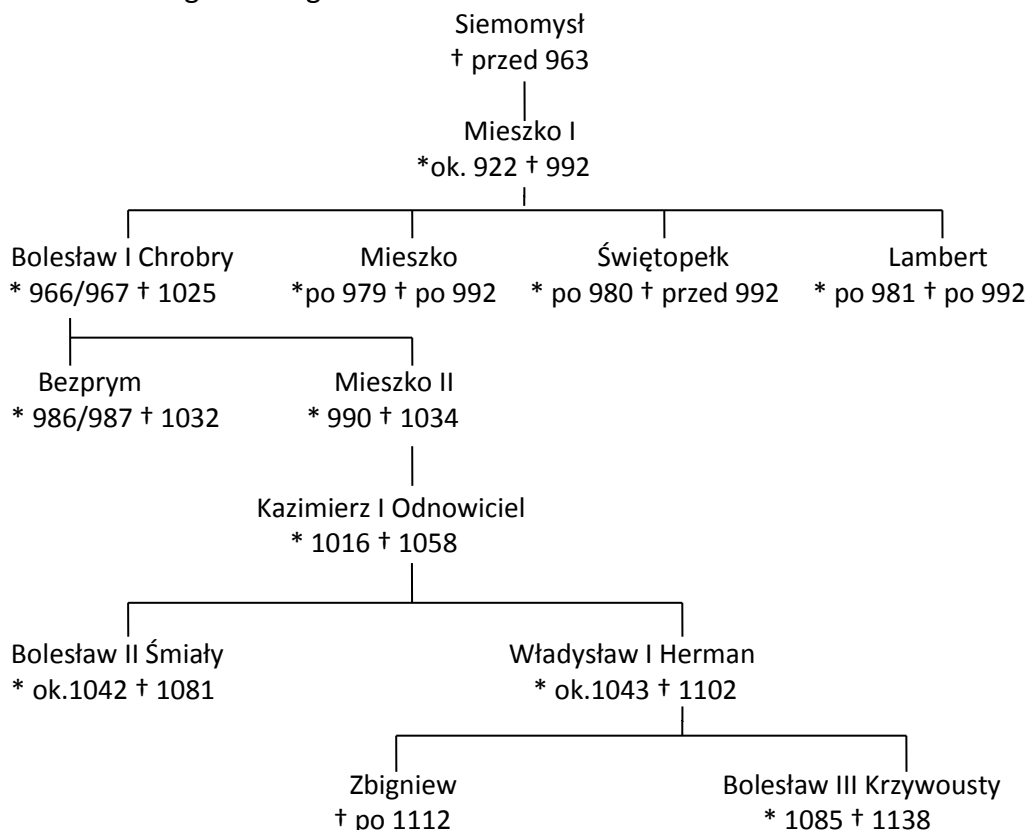 Siemomysł
† przed 963
Mieszko I
*ok. 922 † 992
Bolesław I Chrobry
* 966/967 † 1025
Mieszko
*po 979 † po 992
Świętopełk
* po 980 † przed 992
Lambert
* po 981 † po 992
Bezprym
* 986/987 † 1032
Mieszko II
* 990 † 1034
Kazimierz I Odnowiciel
* 1016 † 1058
Bolesław II Śmiały
* ok.1042 † 1081
Władysław I Herman
* ok.1043 † 1102
Zbigniew
† po 1112
Bolesław III Krzywousty
* 1085 † 1138